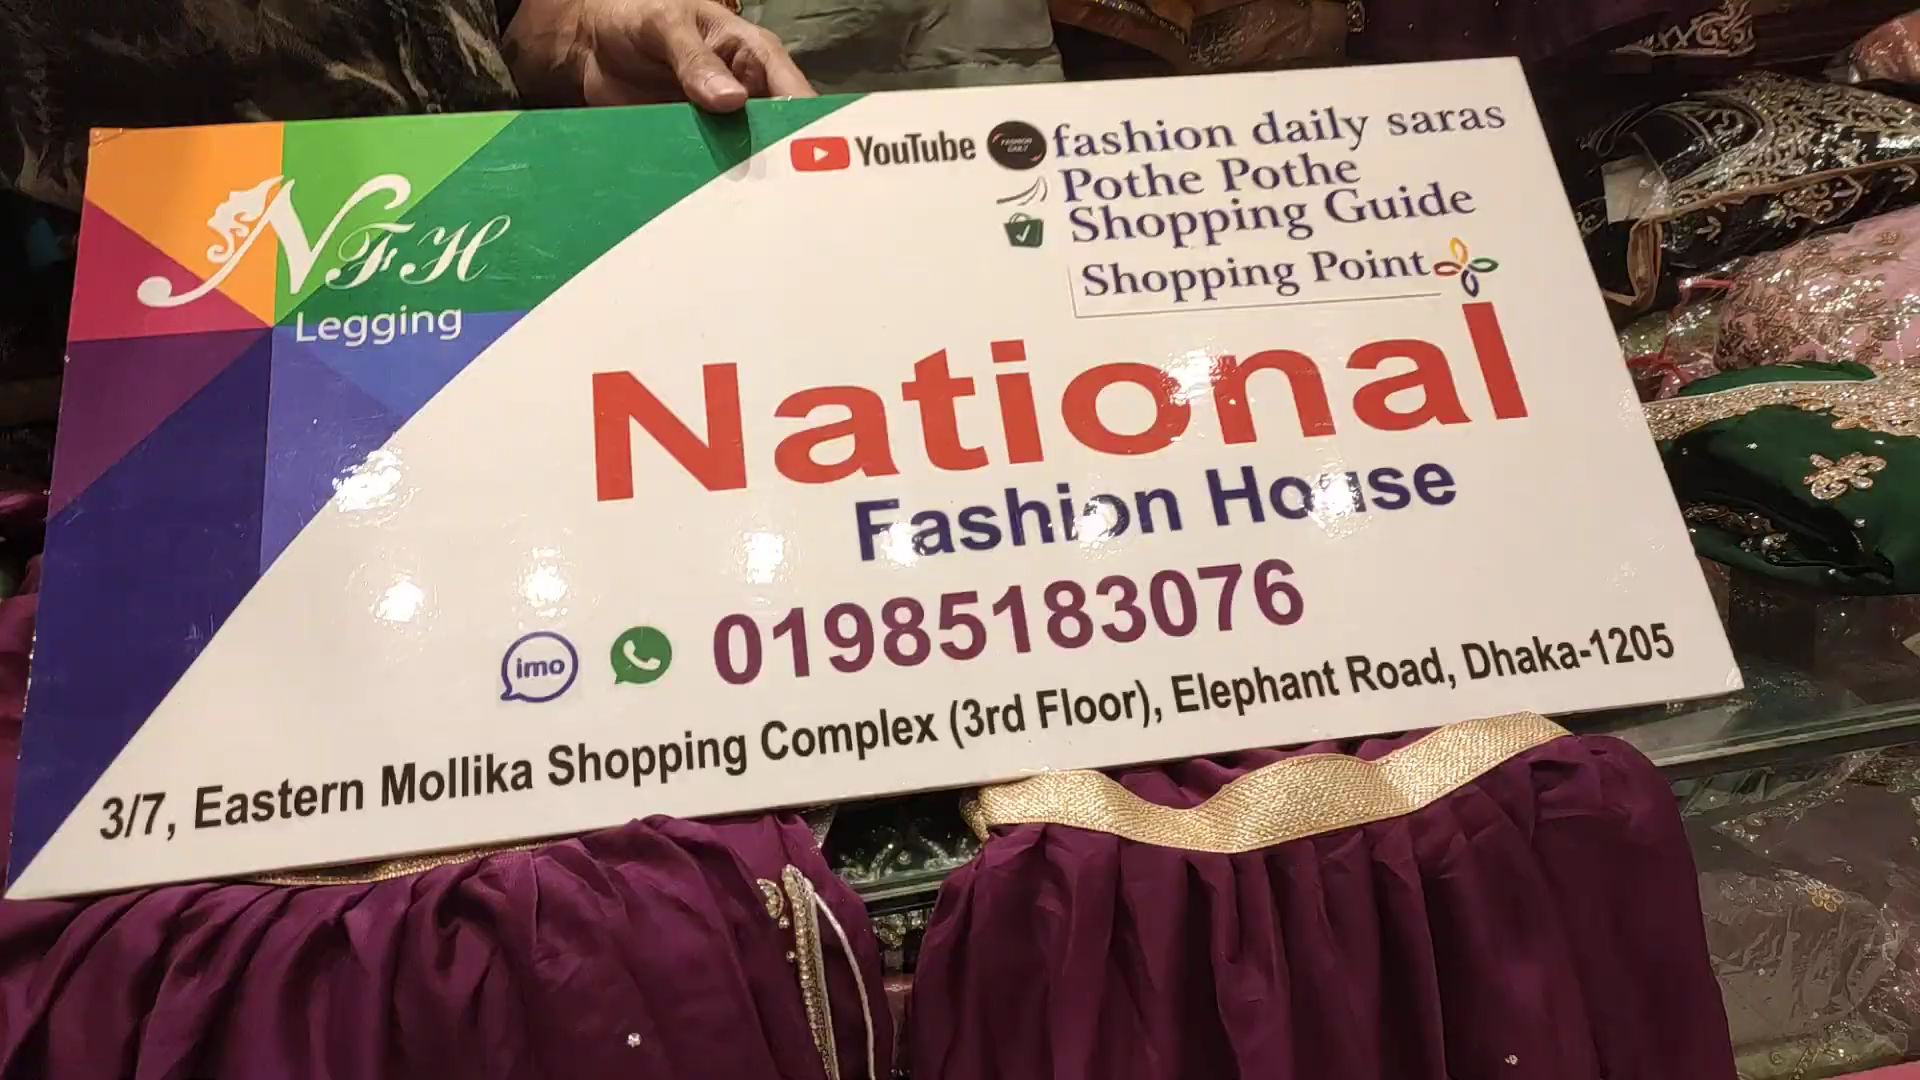 NFH
Legging
YouTube fashion daily saras
Pothe Pothe
Shopping Guide
Shopping Point
National
Fashion House
imo 01985183076
3/7, Eastern Mollika Shopping Complex (3rd Floor), Elephant Road, Dhaka-1205